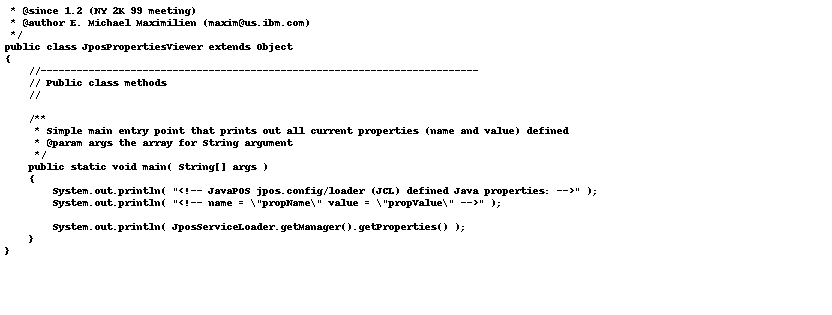 * @since 1.2 (NY 2K 99 meeting)
 * @author E. Michael Maximilien (maxim@us.ibm.com)
 */
public class JposPropertiesViewer extends Object
{
    //-------------------------------------------------------------------------
    // Public class methods
    //

    /**
     * Simple main entry point that prints out all current properties (name and value) defined
     * @param args the array for String argument
     */
    public static void main( String[] args )
    {
        System.out.println( "<!-- JavaPOS jpos.config/loader (JCL) defined Java properties: -->" );
        System.out.println( "<!-- name = \"propName\" value = \"propValue\" -->" );

        System.out.println( JposServiceLoader.getManager().getProperties() );
    }
}